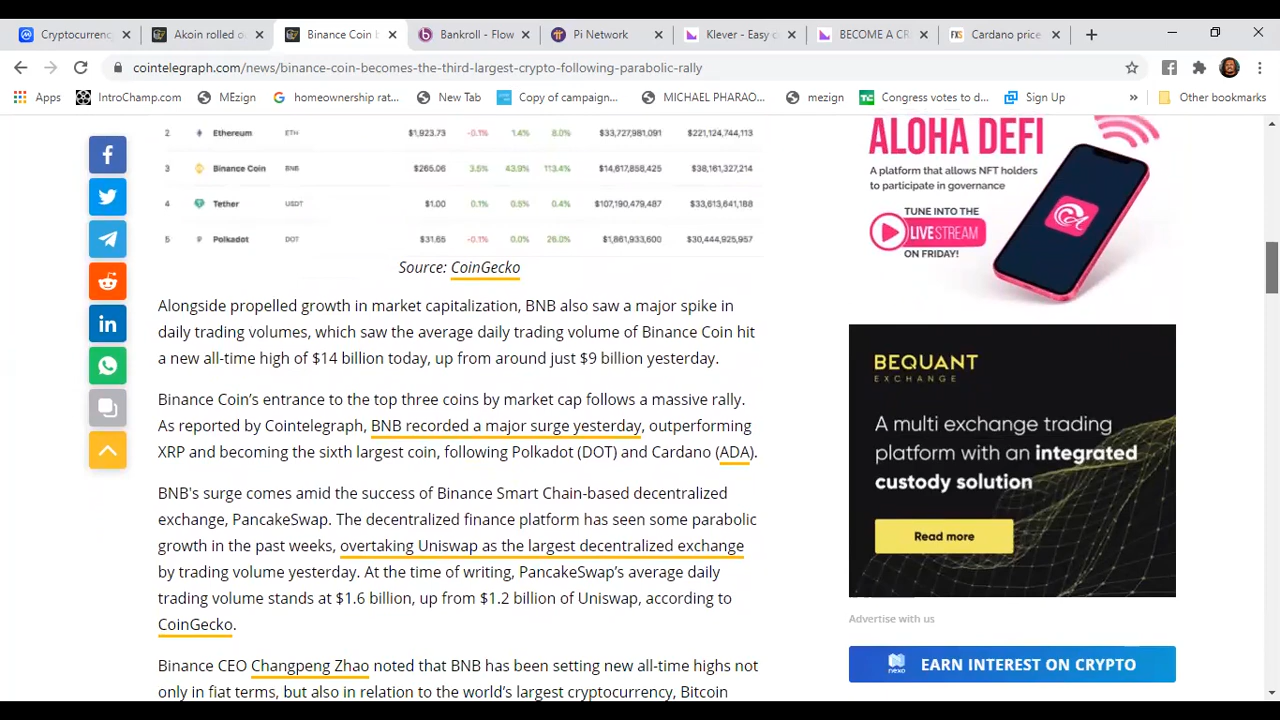 Cryptocurrency
Akoin rolled o
Binance Coin b
Bankroll - Flow
Pi Network
Klever - Easy c
BECOME A CR
Cardano price
cointelegraph.com/news/binance-coin-becomes-the-third-largest-crypto-following-parabolic-rally
Apps
IntroChamp.com
MEzign
homeownership rat...
New Tab
Copy of campaign...
MICHAEL PHARAO...
mezign
Congress votes to d...
Sign Up
»
Other bookmarks
2 Ethereum ETH $1,923.73 -0.1% 1.4% 8.0% $33,727,981,091 $221,124,744,113
3 Binance Coin BNB $265.06 3.5% 43.9% 113.4% $14,617,858,425 $38,161,327,214
4 Tether USDT $1.00 0.1% 0.5% 0.4% $107,190,479,487 $33,613,641,188
5 Polkadot DOT $31.65 -0.1% 0.0% 26.0% $1,861,933,600 $30,444,925,957
Source: CoinGecko
Alongside propelled growth in market capitalization, BNB also saw a major spike in
daily trading volumes, which saw the average daily trading volume of Binance Coin hit
a new all-time high of $14 billion today, up from around just $9 billion yesterday.
Binance Coin’s entrance to the top three coins by market cap follows a massive rally.
As reported by Cointelegraph, BNB recorded a major surge yesterday, outperforming
XRP and becoming the sixth largest coin, following Polkadot (DOT) and Cardano (ADA).
BNB's surge comes amid the success of Binance Smart Chain-based decentralized
exchange, PancakeSwap. The decentralized finance platform has seen some parabolic
growth in the past weeks, overtaking Uniswap as the largest decentralized exchange
by trading volume yesterday. At the time of writing, PancakeSwap’s average daily
trading volume stands at $1.6 billion, up from $1.2 billion of Uniswap, according to
CoinGecko.
Binance CEO Changpeng Zhao noted that BNB has been setting new all-time highs not
only in fiat terms, but also in relation to the world’s largest cryptocurrency, Bitcoin
ALOHA DEFI
A platform that allows NFT holders
to participate in governance
TUNE INTO THE
LIVESTREAM
ON FRIDAY!
BEQUANT
EXCHANGE
A multi exchange trading
platform with an integrated
custody solution
Read more
Advertise with us
nexo
EARN INTEREST ON CRYPTO